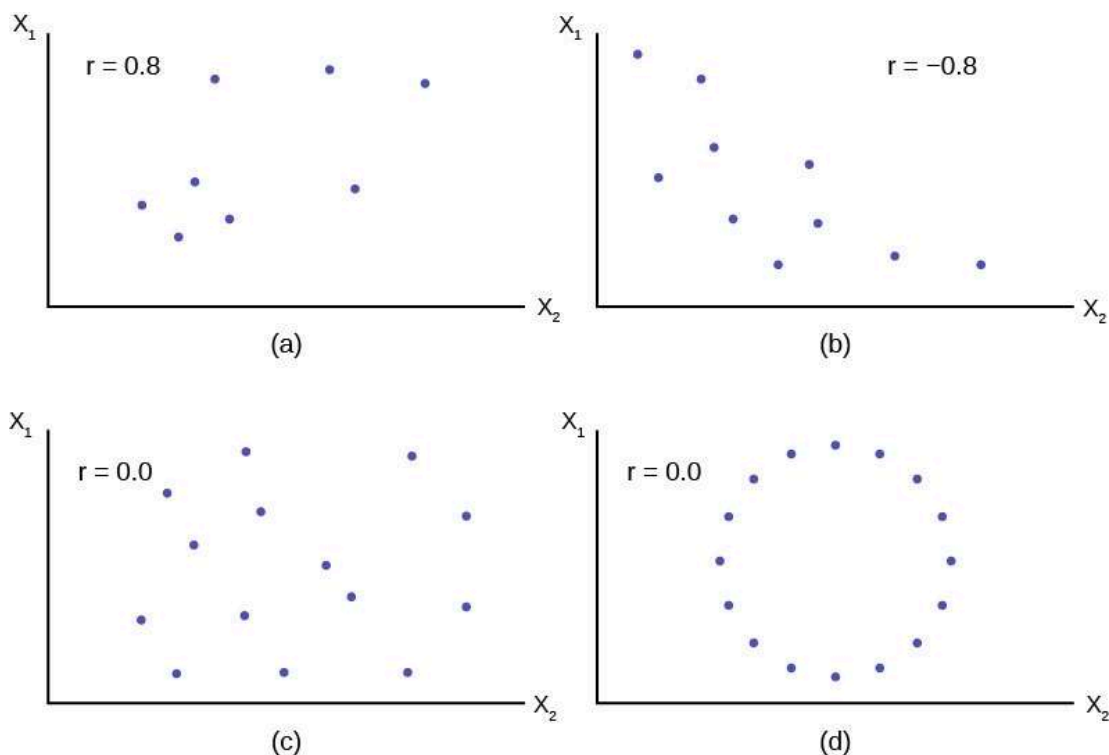 X₁
r = 0.8
X₂
(a)
X₁
r = −0.8
X₂
(b)
X₁
r = 0.0
X₂
(c)
X₁
r = 0.0
X₂
(d)